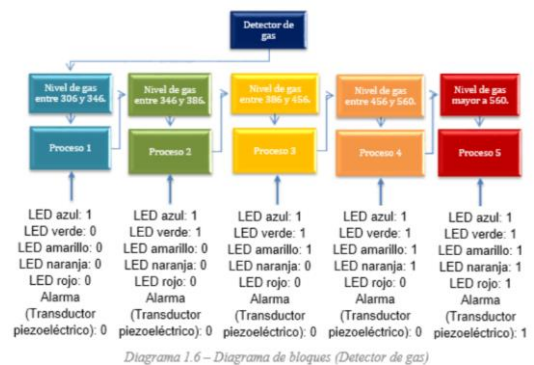 Detector de
gas
Nivel de gas
entre 306 y 346.
Nivel de gas
entre 346 y 386.
Nivel de gas
entre 386 y 456.
Nivel de gas
entre 456 y 560.
Nivel de gas
mayor a 560.
Proceso 1
Proceso 2
Proceso 3
Proceso 4
Proceso 5
LED azul: 1
LED verde: 0
LED amarillo: 0
LED naranja: 0
LED rojo: 0
Alarma
(Transductor
piezoeléctrico): 0
LED azul: 1
LED verde: 1
LED amarillo: 0
LED naranja: 0
LED rojo: 0
Alarma
(Transductor
piezoeléctrico): 0
LED azul: 1
LED verde: 1
LED amarillo: 1
LED naranja: 0
LED rojo: 0
Alarma
(Transductor
piezoeléctrico): 0
LED azul: 1
LED verde: 1
LED amarillo: 1
LED naranja: 1
LED rojo: 0
Alarma
(Transductor
piezoeléctrico): 0
LED azul: 1
LED verde: 1
LED amarillo: 1
LED naranja: 1
LED rojo: 1
Alarma
(Transductor
piezoeléctrico): 1
Diagrama 1.6 – Diagrama de bloques (Detector de gas)